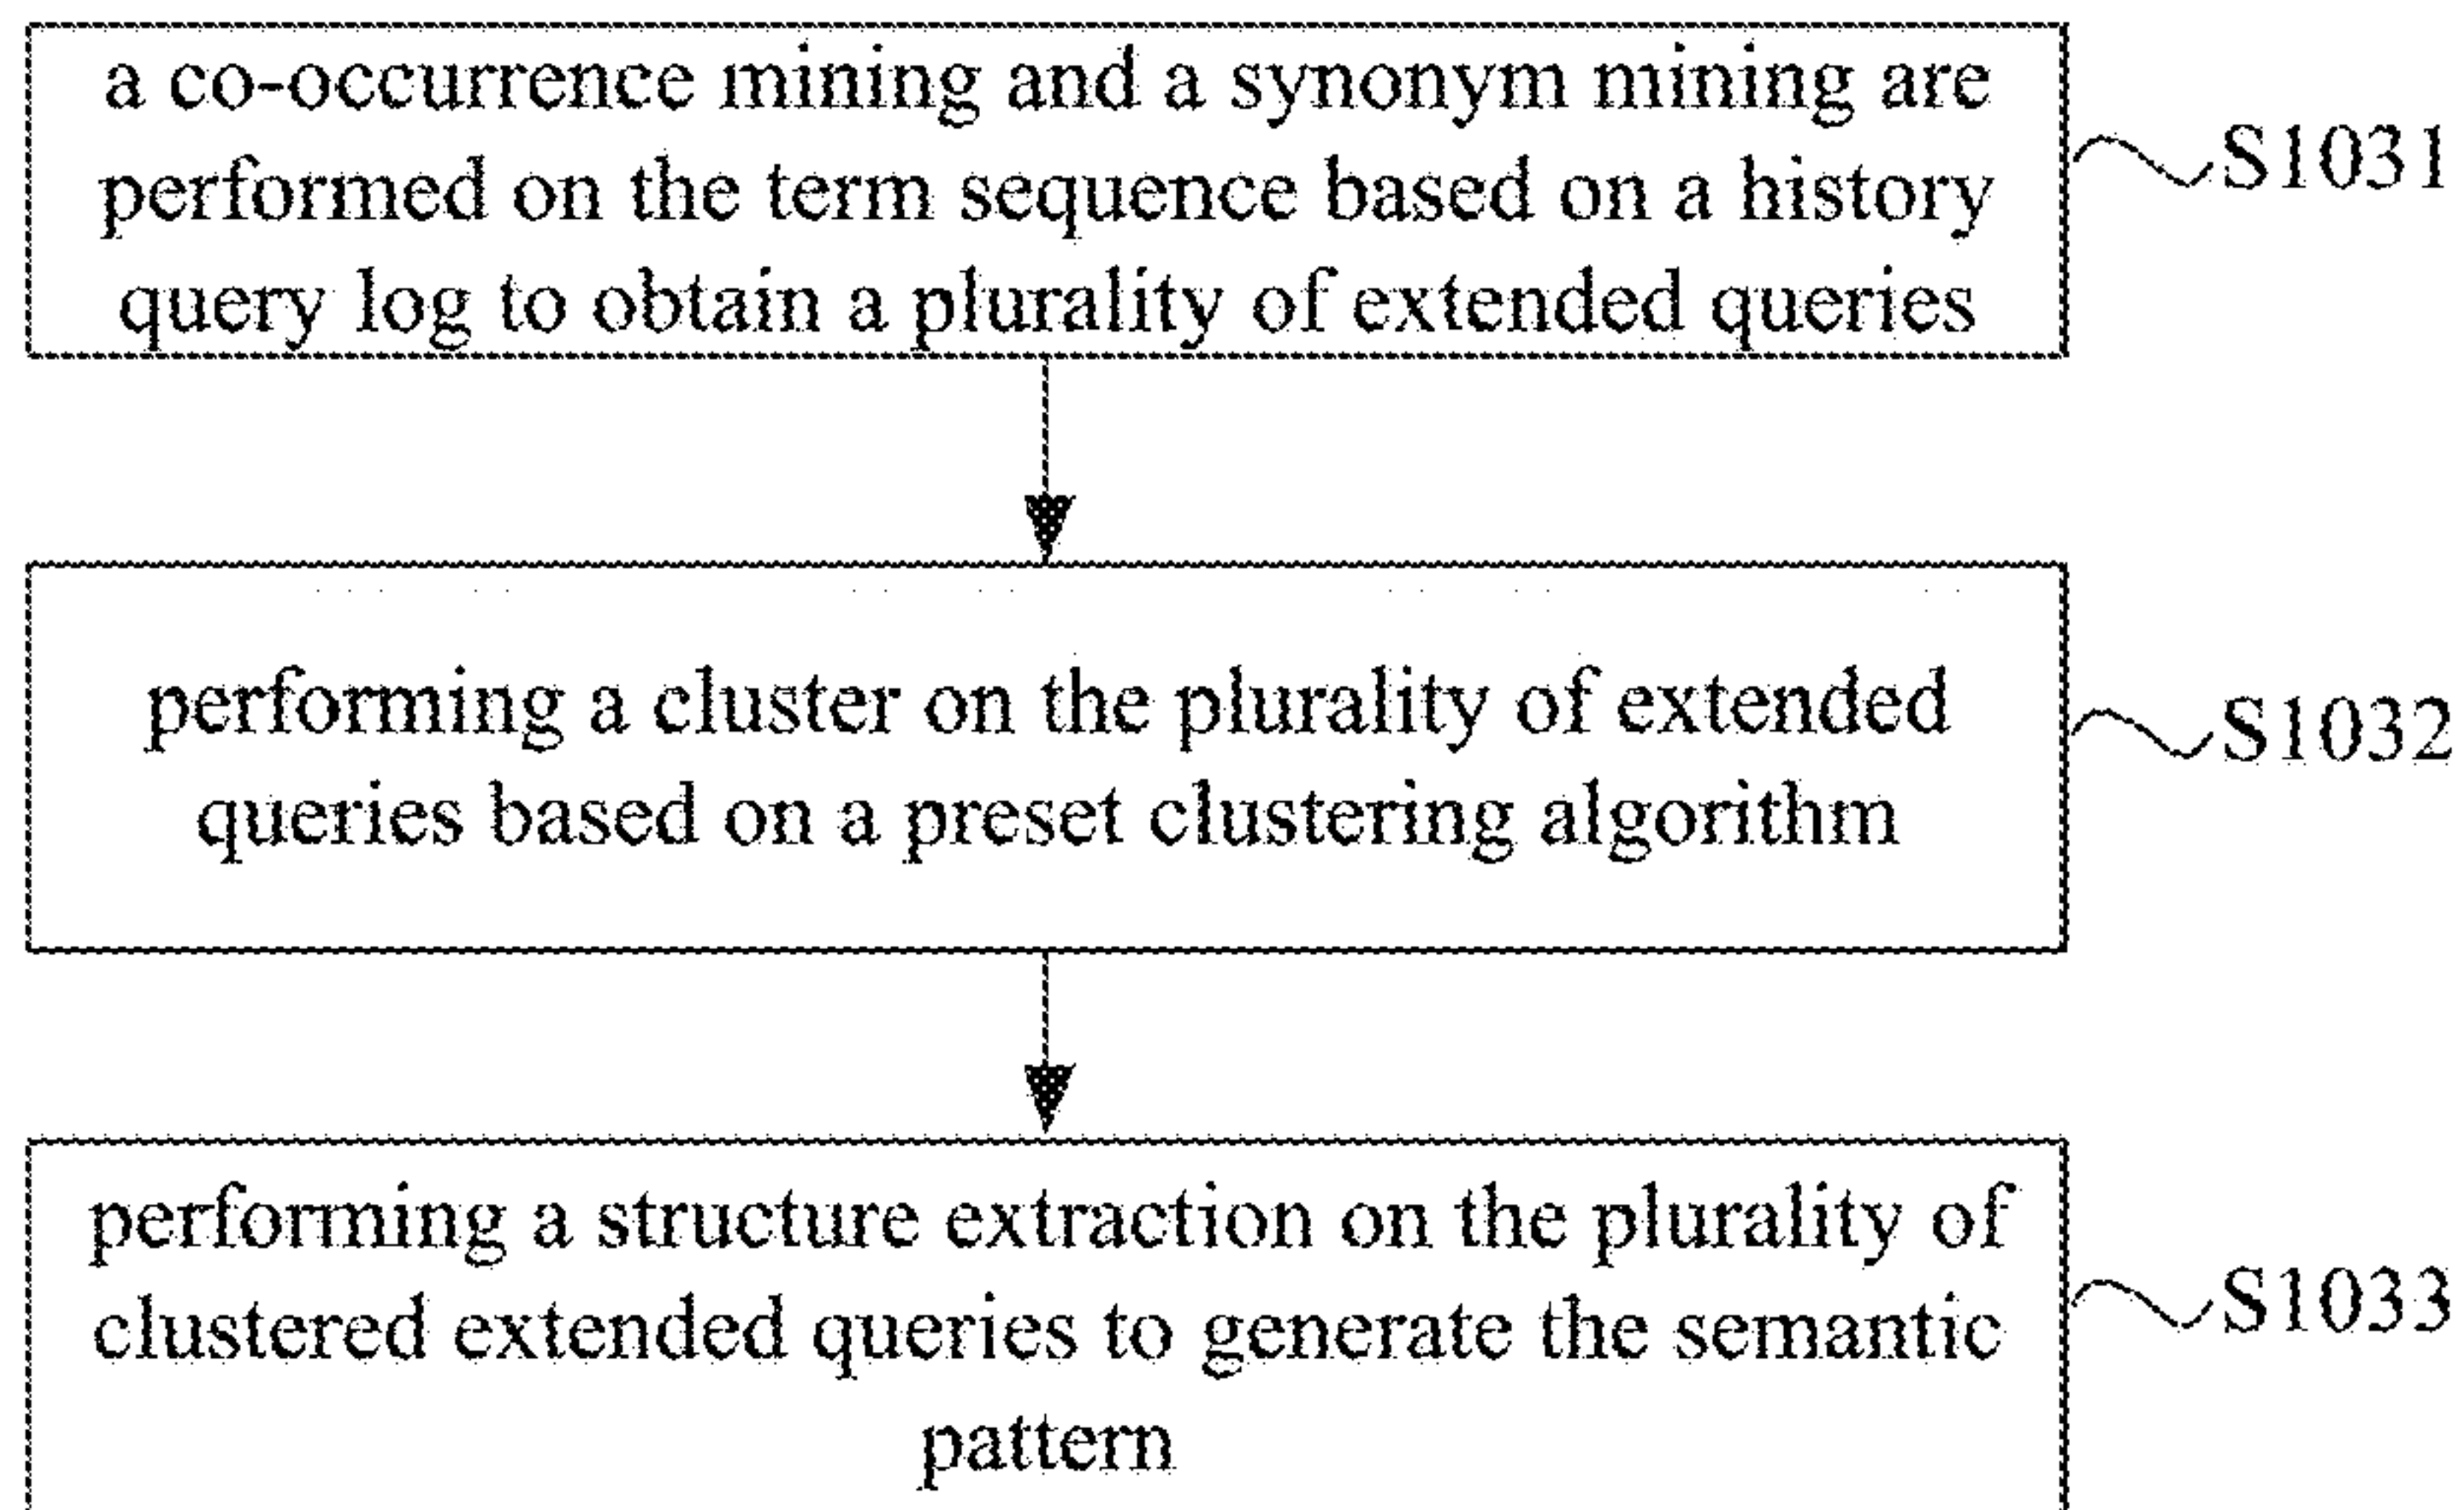 a co-occurrence mining and a synonym mining are
performed on the term sequence based on a history
query log to obtain a plurality of extended queries
S1031
performing a cluster on the plurality of extended
queries based on a preset clustering algorithm
S1032
performing a structure extraction on the plurality of
clustered extended queries to generate the semantic
pattern
S1033